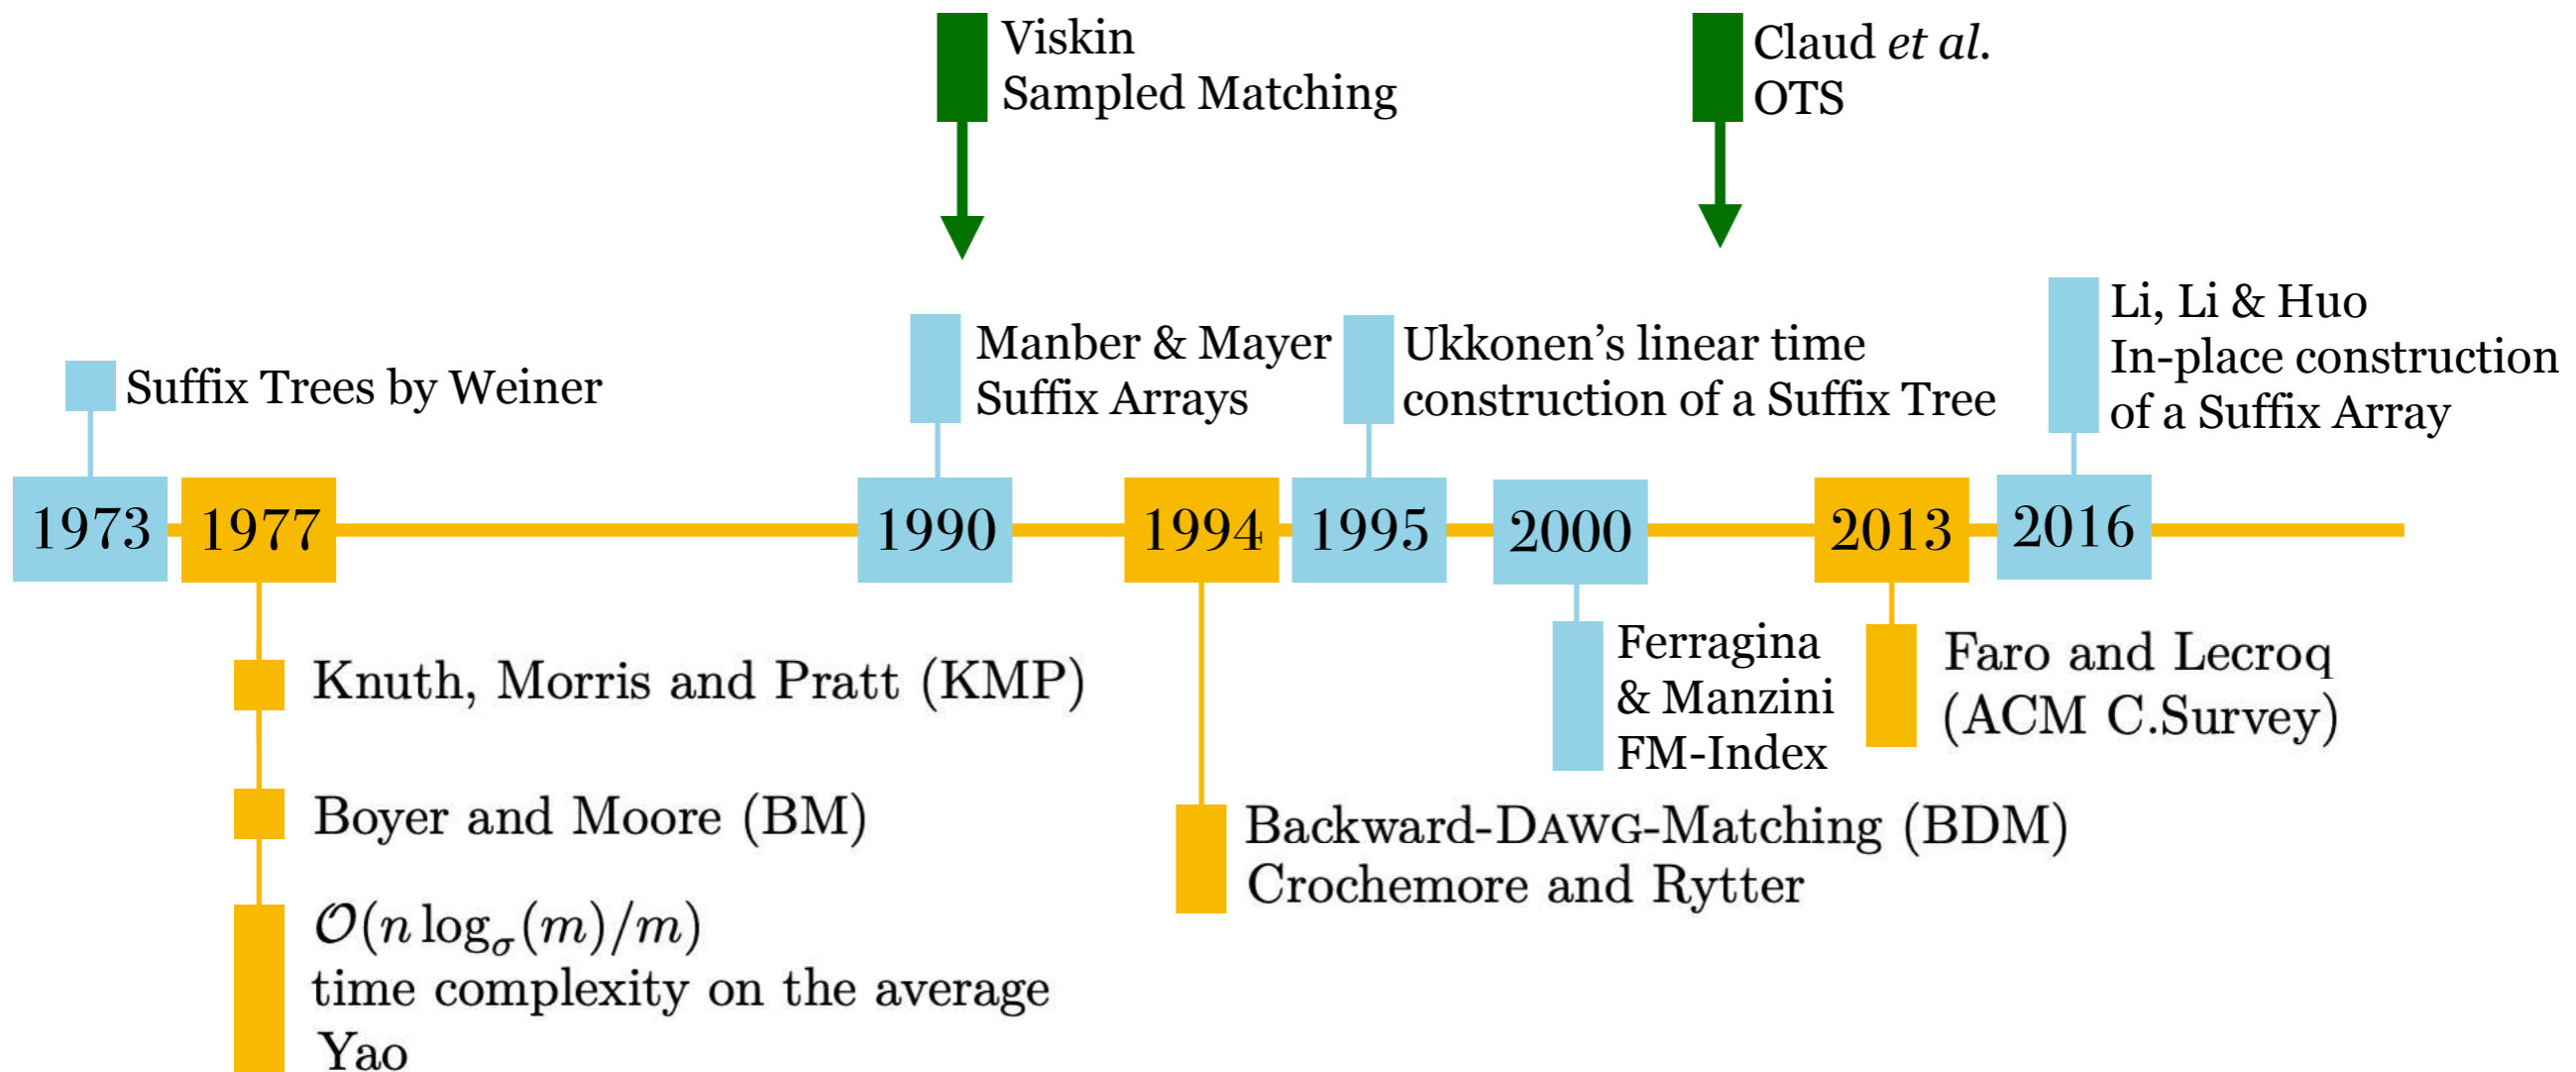 Viskin
Sampled Matching
Claud et al.
OTS
Suffix Trees by Weiner
Manber & Mayer
Suffix Arrays
Ukkonen’s linear time
construction of a Suffix Tree
Li, Li & Huo
In-place construction
of a Suffix Array
1973
1977
1990
1994
1995
2000
2013
2016
Knuth, Morris and Pratt (KMP)
Boyer and Moore (BM)
𝒪(n log_σ(m)/m)
time complexity on the average
Yao
Backward-DAWG-Matching (BDM)
Crochemore and Rytter
Ferragina
& Manzini
FM-Index
Faro and Lecroq
(ACM C.Survey)